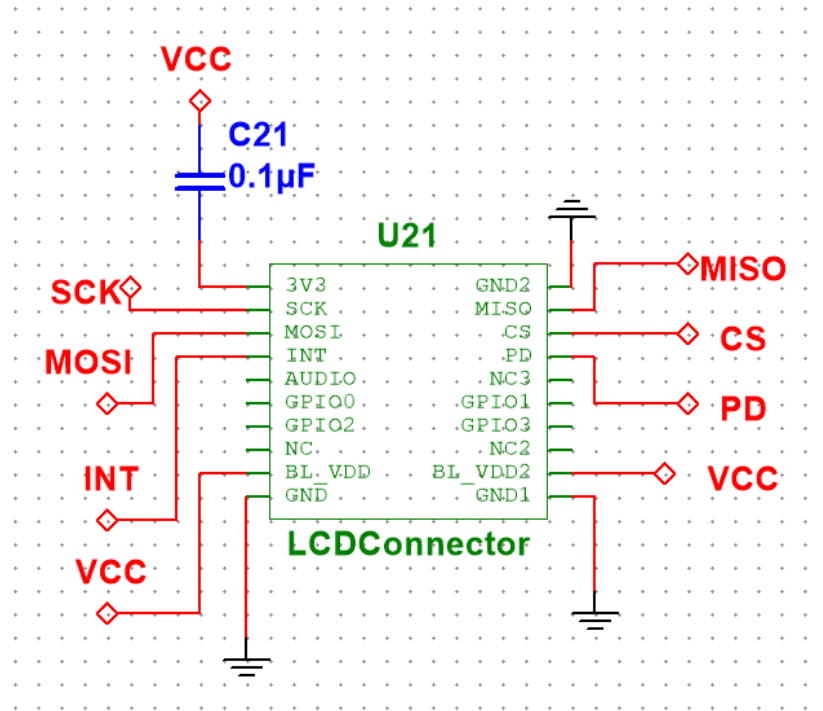 VCC
C21
0.1µF
U21
SCK
MOSI
INT
VCC
3V3
SCK
MOSI
INT
AUDIO
GPIO0
GPIO2
NC
BL_VDD
GND
GND2
MISO
CS
PD
NC3
GPIO1
GPIO3
NC2
BL_VDD2
GND1
MISO
CS
PD
VCC
LCDConnector